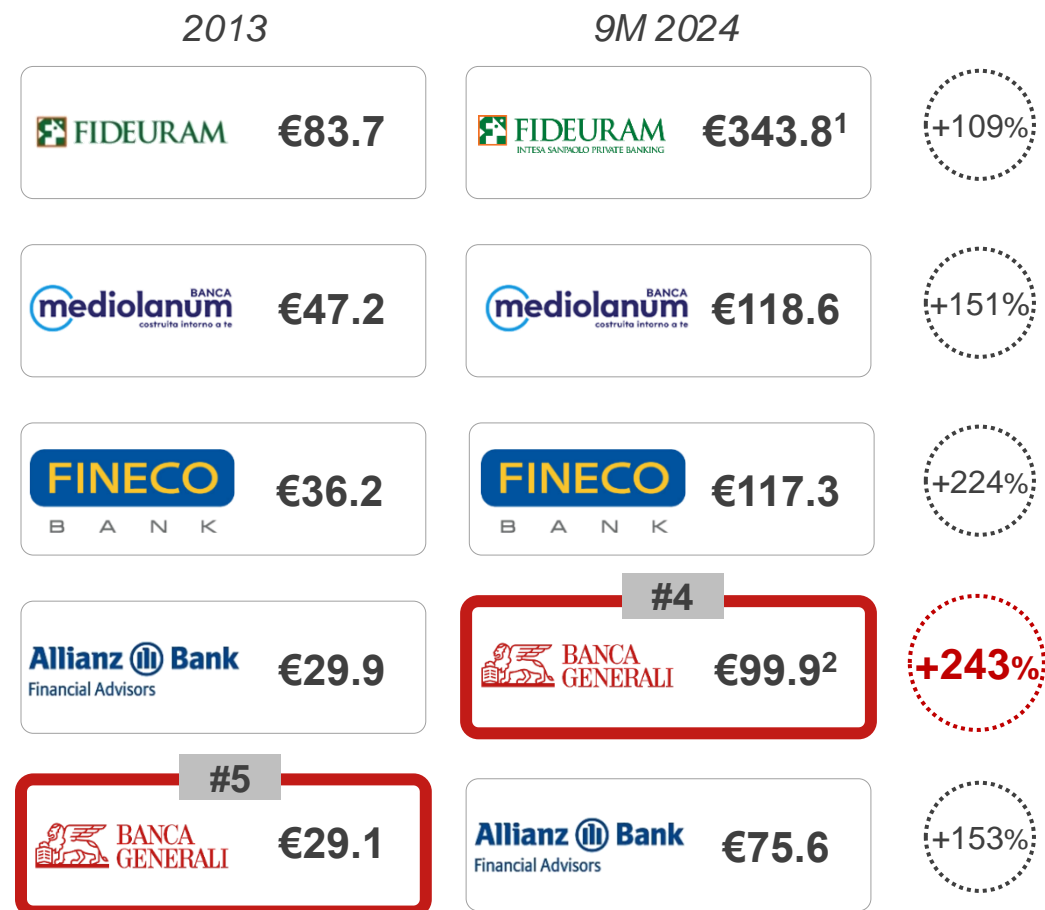 2013 9M 2024
FIDEURAM €83.7 FIDEURAM INTESA SANPAOLO PRIVATE BANKING €343.8¹ +109%
BANCA mediolanum costruita intorno a te €47.2 BANCA mediolanum costruita intorno a te €118.6 +151%
FINECO BANK €36.2 FINECO BANK €117.3 +224%
#4
Allianz Bank Financial Advisors €29.9 BANCA GENERALI €99.9² +243%
#5
BANCA GENERALI €29.1 Allianz Bank Financial Advisors €75.6 +153%